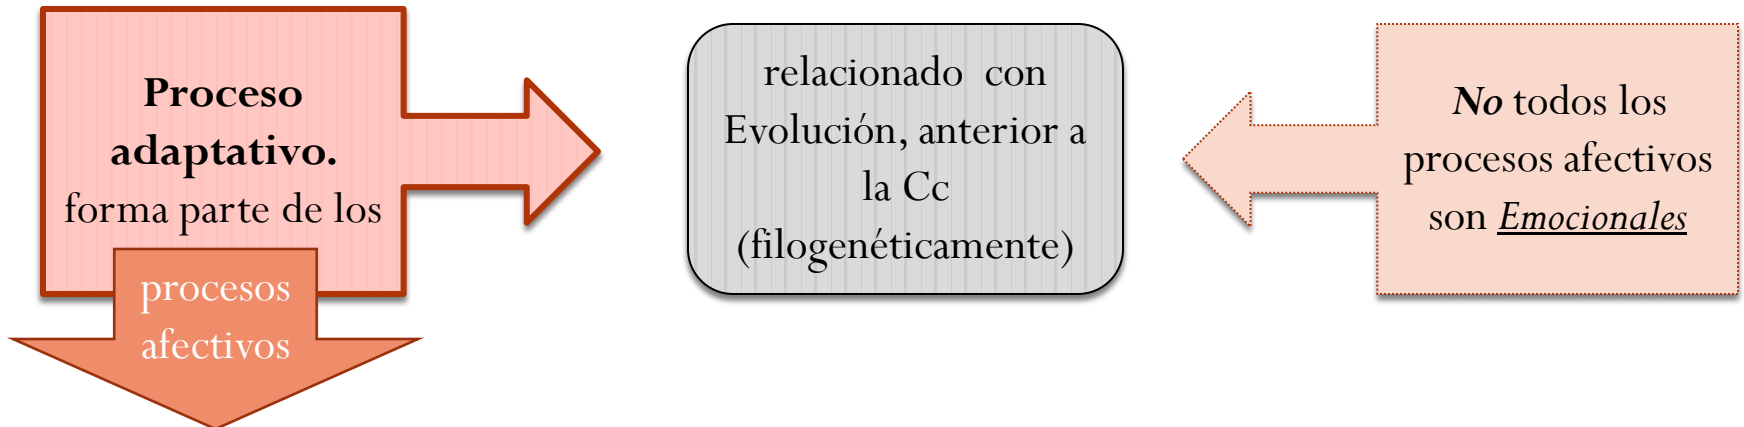 Proceso
adaptativo.
forma parte de los
procesos
afectivos
relacionado con
Evolución, anterior a
la Cc
(filogenéticamente)
No todos los
procesos afectivos
son Emocionales